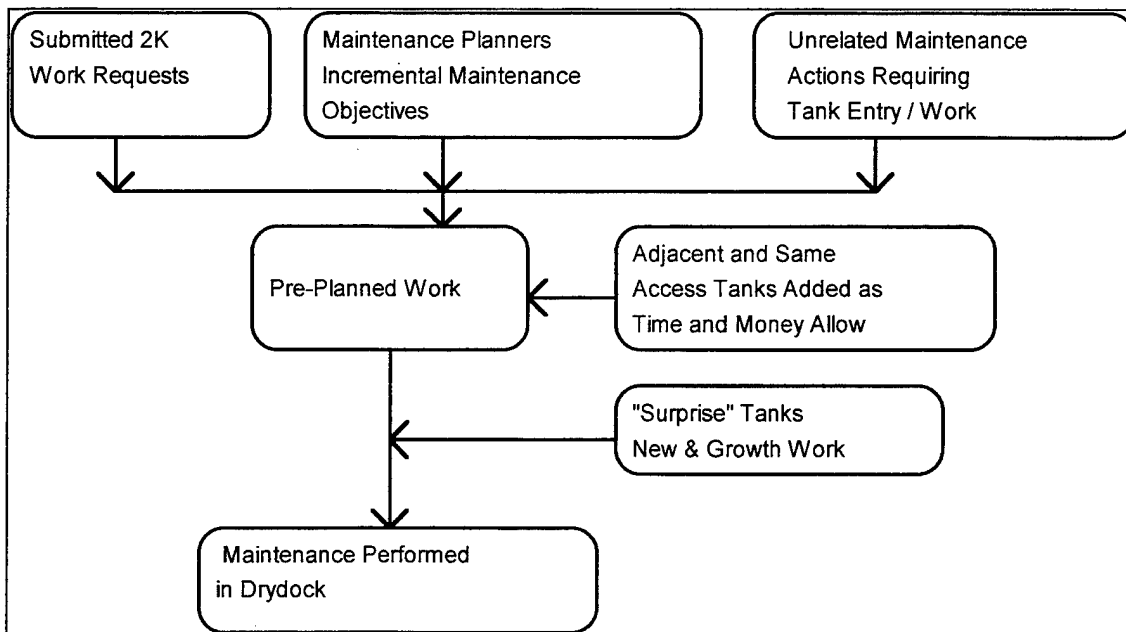 Submitted 2K
Work Requests
Maintenance Planners
Incremental Maintenance
Objectives
Unrelated Maintenance
Actions Requiring
Tank Entry / Work
Pre-Planned Work
Adjacent and Same
Access Tanks Added as
Time and Money Allow
"Surprise" Tanks
New & Growth Work
Maintenance Performed
in Drydock